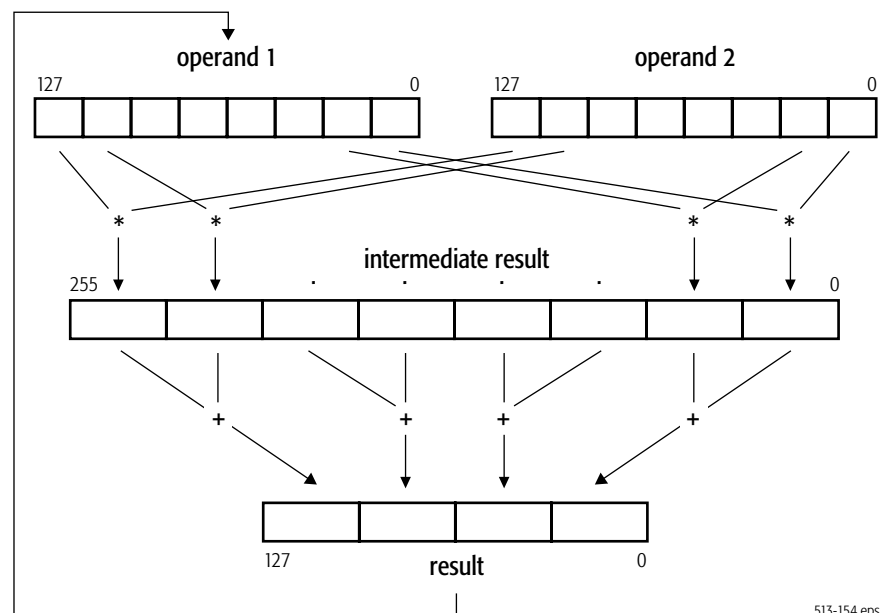 operand 1 operand 2
127 0 127 0
* * * *
intermediate result
255 . . . . 0
+ + + +
127 result 0
513-154.eps